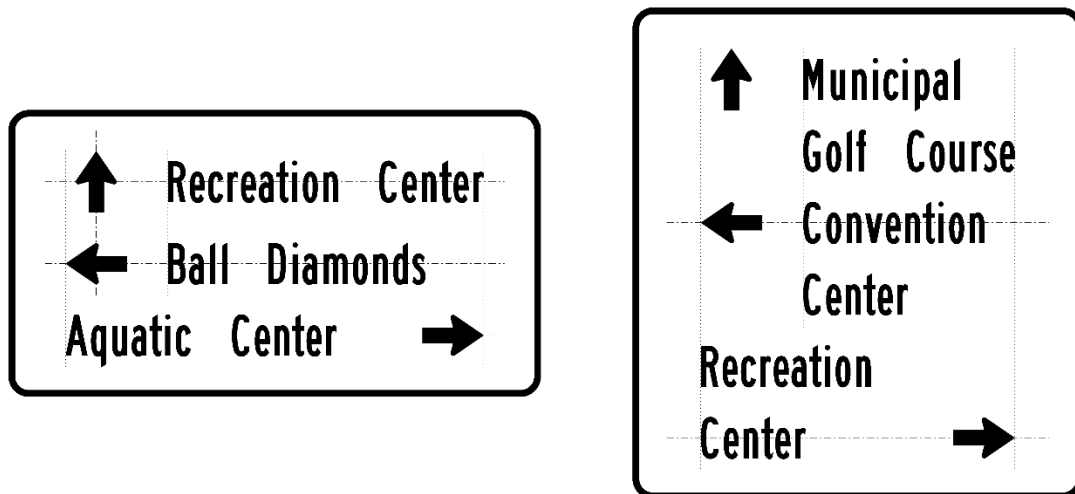 Recreation Center
Ball Diamonds
Aquatic Center
Municipal
Golf Course
Convention
Center
Recreation
Center